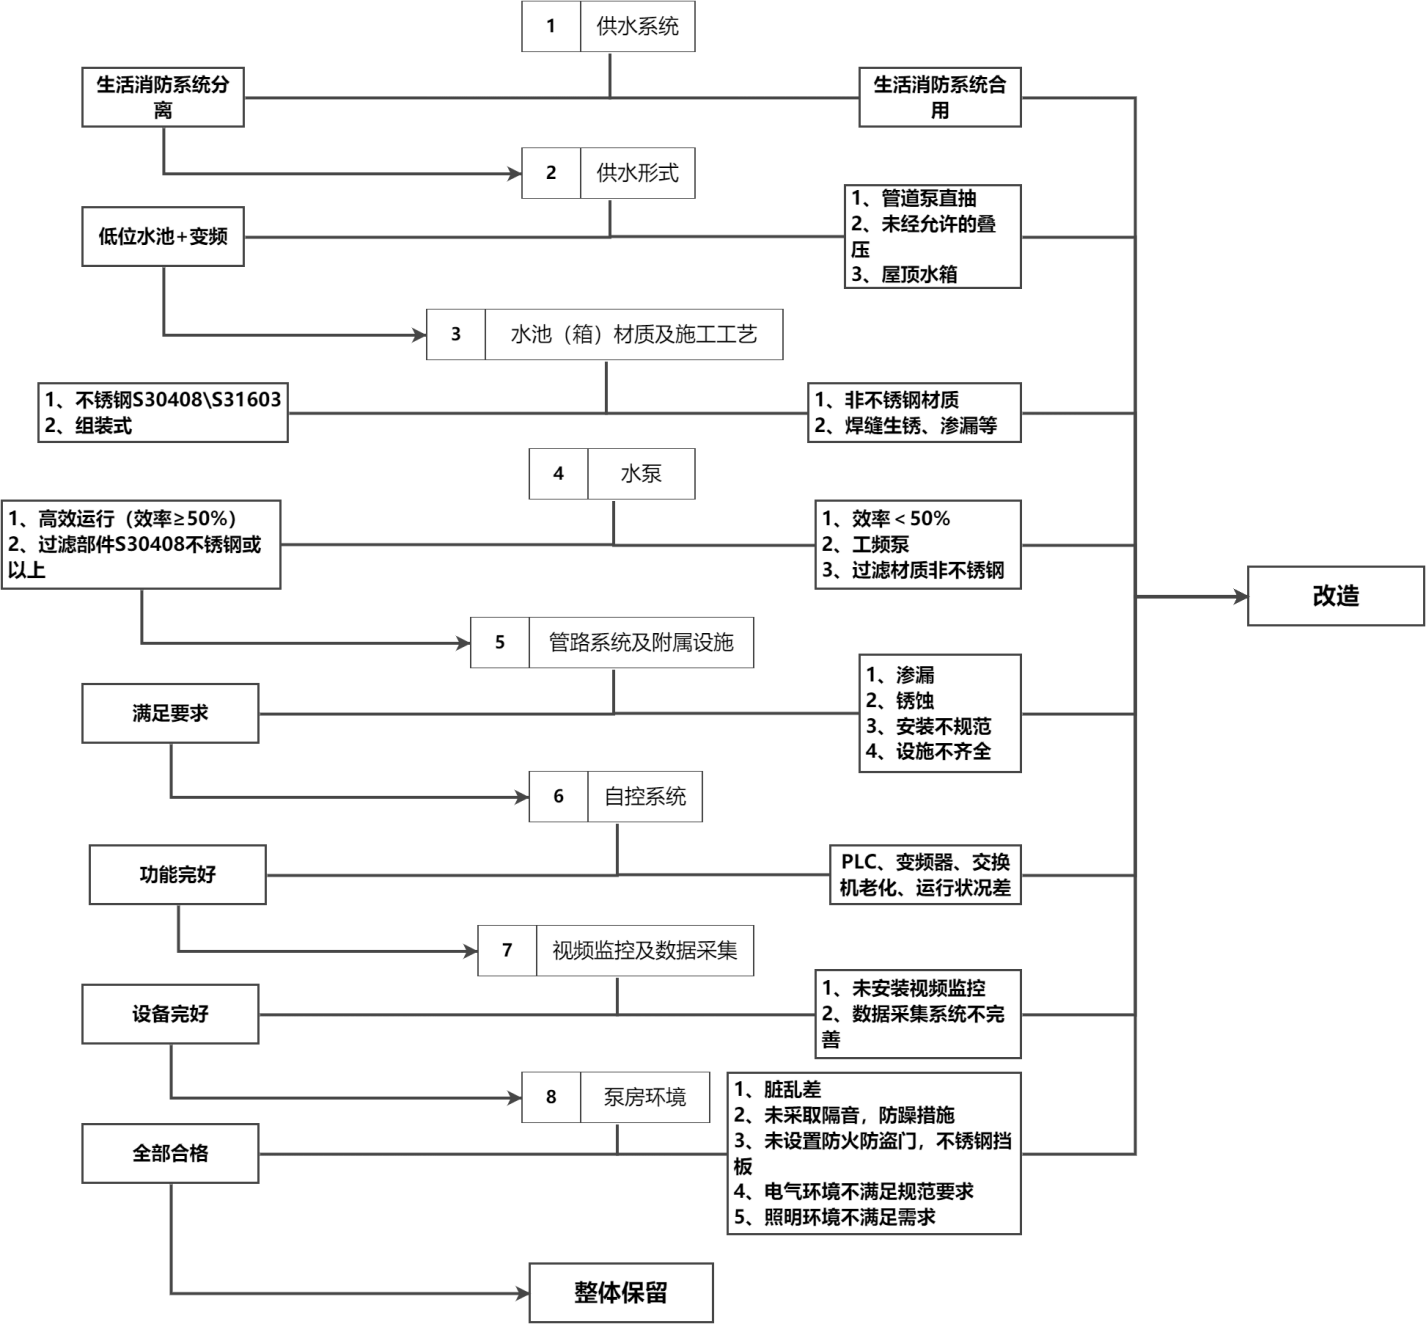 1 供水系统
生活消防系统分
离
生活消防系统合
用
2 供水形式
低位水池+变频
1、管道泵直抽
2、未经允许的叠
压
3、屋顶水箱
3 水池（箱）材质及施工工艺
1、不锈钢S30408\S31603
2、组装式
1、非不锈钢材质
2、焊缝生锈、渗漏等
4 水泵
1、高效运行（效率≥50%）
2、过滤部件S30408不锈钢或
以上
1、效率＜50%
2、工频泵
3、过滤材质非不锈钢
改造
5 管路系统及附属设施
满足要求
1、渗漏
2、锈蚀
3、安装不规范
4、设施不齐全
6 自控系统
功能完好
PLC、变频器、交换
机老化、运行状况差
7 视频监控及数据采集
设备完好
1、未安装视频监控
2、数据采集系统不完
善
8 泵房环境
全部合格
1、脏乱差
2、未采取隔音，防躁措施
3、未设置防火防盗门，不锈钢挡
板
4、电气环境不满足规范要求
5、照明环境不满足需求
整体保留